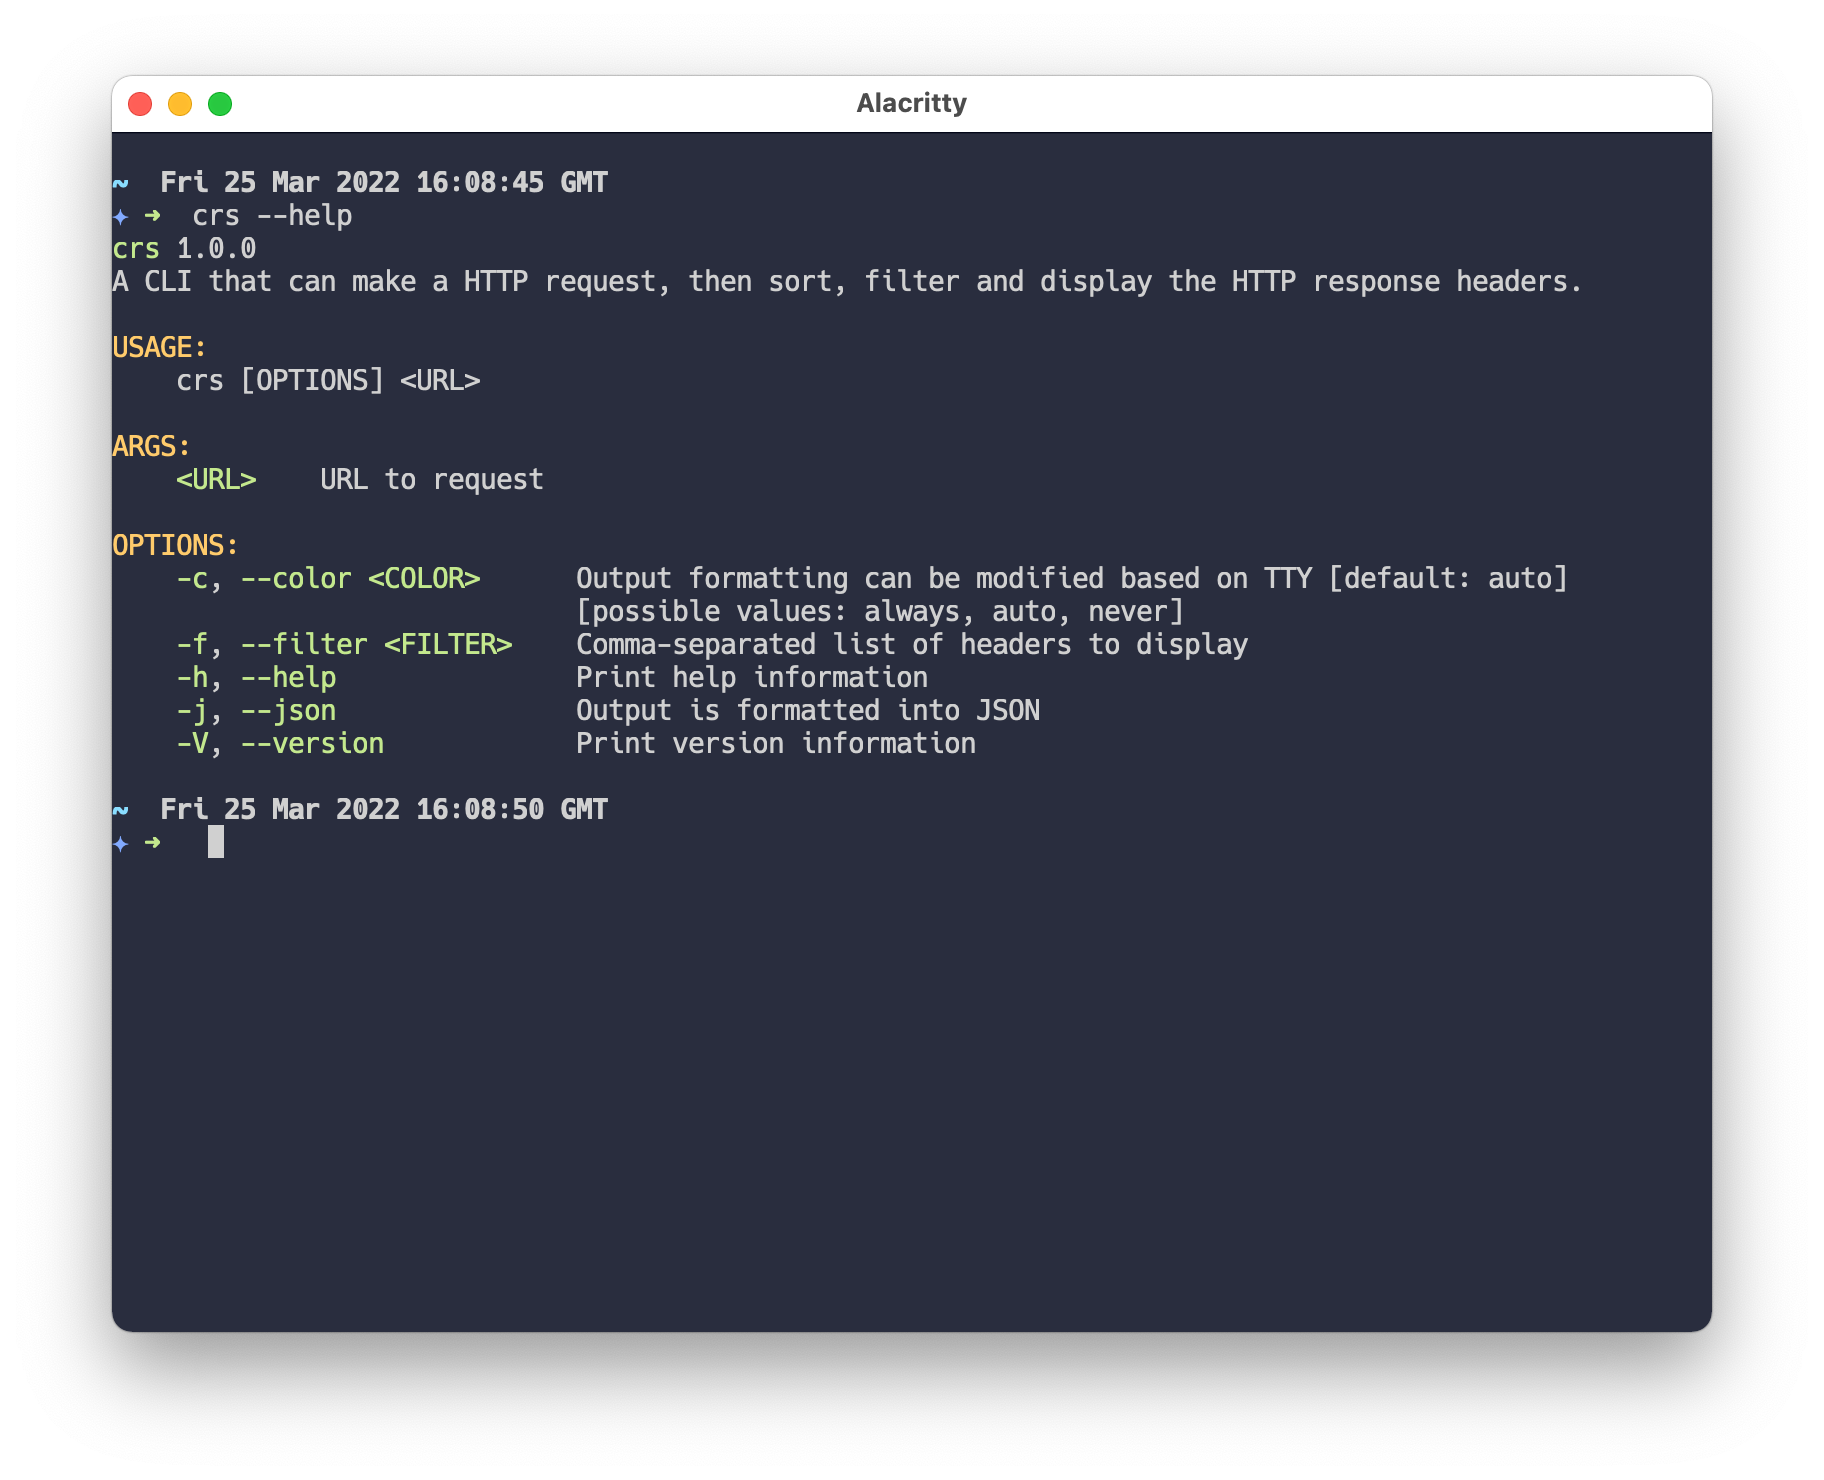 Alacritty
~  Fri 25 Mar 2022 16:08:45 GMT
✦ ➜  crs --help
crs 1.0.0
A CLI that can make a HTTP request, then sort, filter and display the HTTP response headers.
USAGE:
    crs [OPTIONS] <URL>
ARGS:
    <URL>    URL to request
OPTIONS:
    -c, --color <COLOR>      Output formatting can be modified based on TTY [default: auto]
                             [possible values: always, auto, never]
    -f, --filter <FILTER>    Comma-separated list of headers to display
    -h, --help               Print help information
    -j, --json               Output is formatted into JSON
    -V, --version            Print version information
~  Fri 25 Mar 2022 16:08:50 GMT
✦ ➜